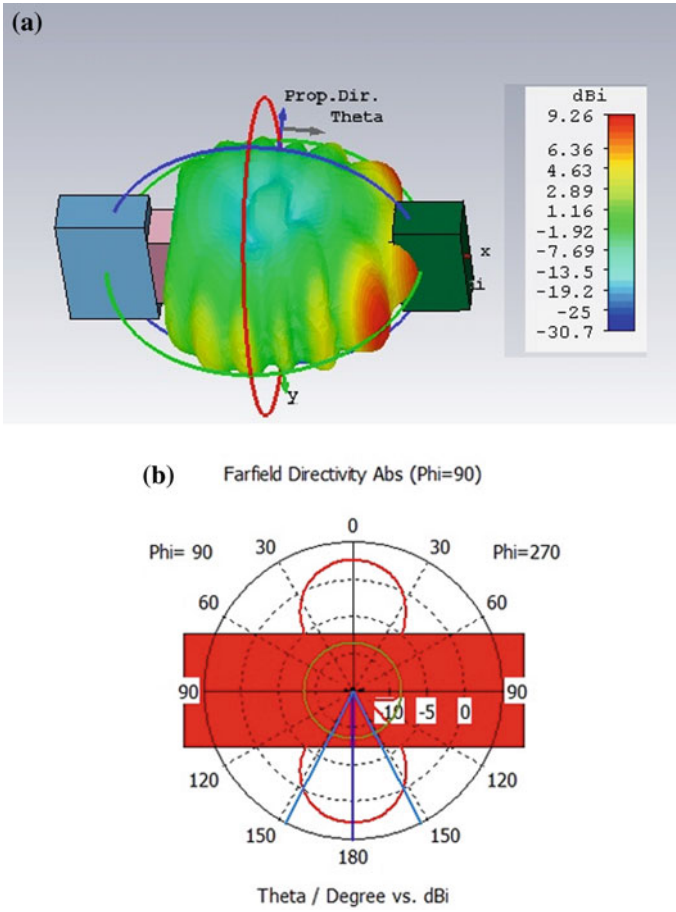 (a)
Prop.Dir.
Theta
dBi
9.26
6.36
4.63
2.89
1.16
-1.92
-7.69
-13.5
-19.2
-25
-30.7
x
i
y
(b) Farfield Directivity Abs (Phi=90)
Phi= 90 30 0 30 Phi=270
60 60
90 -10 -5 0 90
120 120
150 150
180
Theta / Degree vs. dBi